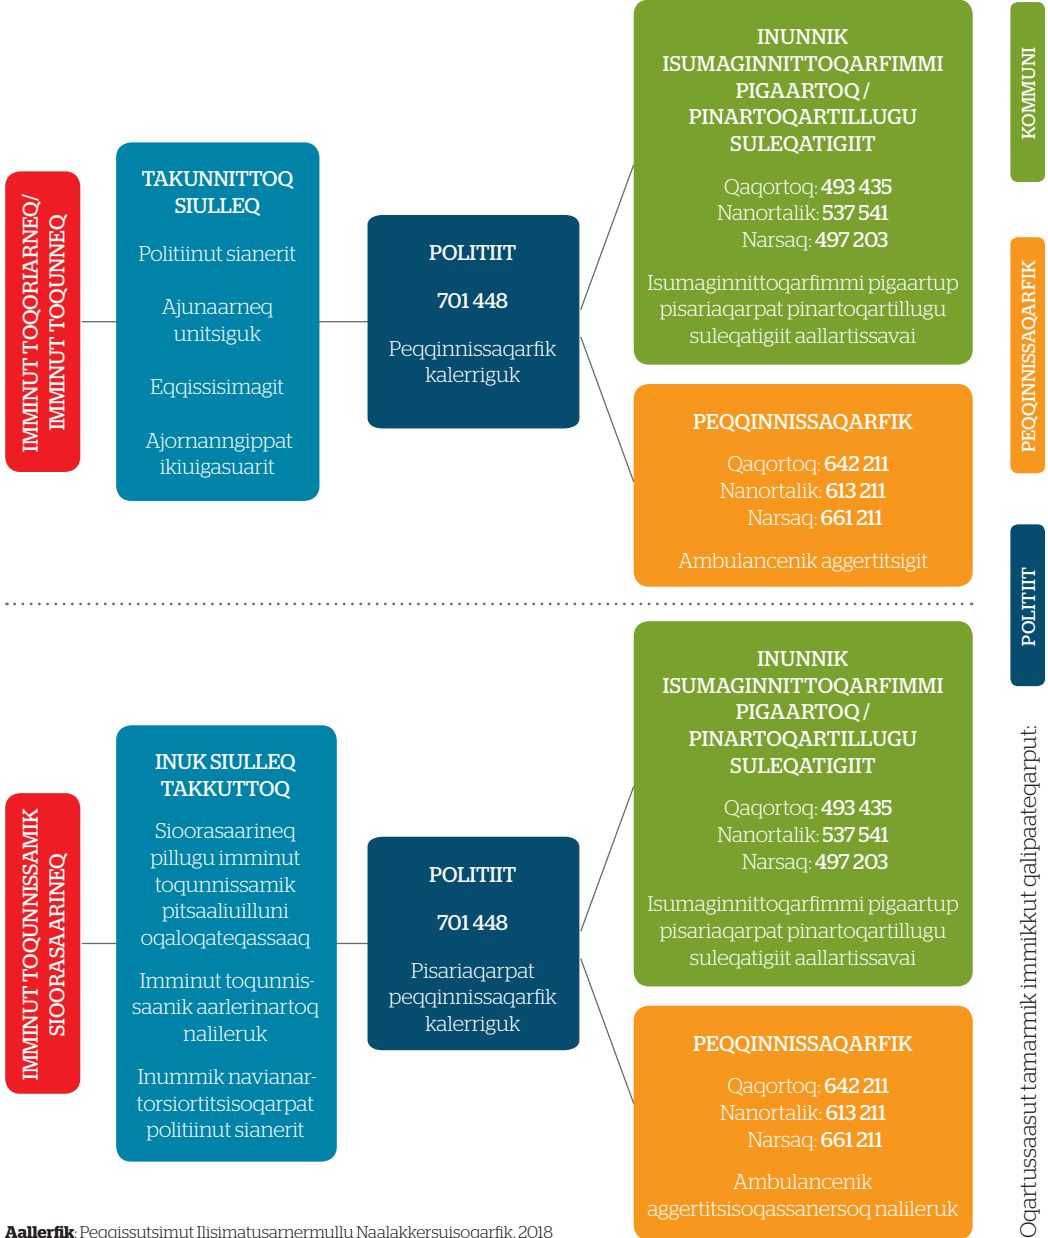 IMMINUT TOQORIARNEQ/
IMMINUT TOQUNNEQ
TAKUNNITTOQ
SIULLEQ
Politiinut sianerit
Ajunaarneq
unitsiguk
Eqqissisimagit
Ajornanngippat
ikiuigasuarit
POLITIIT
701 448
Peqqinnissaqarfik
kalerriguk
INUNNIK
ISUMAGINNITTOQARFIMMI
PIGAARTOQ /
PINARTOQARTILLUGU
SULEQATIGIIT
Qaqortoq: 493 435
Nanortalik: 537 541
Narsaq: 497 203
Isumaginnittoqarfimmi pigaartup
pisariaqarpat pinartoqartillugu
suleqatigiit aallartissavai
PEQQINNISSAQARFIK
Qaqortoq: 642 211
Nanortalik: 613 211
Narsaq: 661 211
Ambulancenik aggertitsigit
IMMINUT TOQUNNISSAMIK
SIOORASAARINEQ
INUK SIULLEQ
TAKKUTTOQ
Sioorasaarineq
pillugu imminut
toqunnissamik
pitsaaliuilluni
oqaloqateqassaaq
Imminut toqunnis-
saanik aarlerinartoq
nalileruk
Inummik navianar-
torsiortitsisoqarpat
politiinut sianerit
POLITIIT
701 448
Pisariaqarpat
peqqinnissaqarfik
kalerriguk
INUNNIK
ISUMAGINNITTOQARFIMMI
PIGAARTOQ /
PINARTOQARTILLUGU
SULEQATIGIIT
Qaqortoq: 493 435
Nanortalik: 537 541
Narsaq: 497 203
Isumaginnittoqarfimmi pigaartup
pisariaqarpat pinartoqartillugu
suleqatigiit aallartissavai
PEQQINNISSAQARFIK
Qaqortoq: 642 211
Nanortalik: 613 211
Narsaq: 661 211
Ambulancenik
aggertitsisoqassanersoq nalileruk
Oqartussaasut tamarmik immikkut qalipaateqarput:
POLITIIT
PEQQINNISSAQARFIK
KOMMUNI
Aallerfik: Peqqissutsimut Ilisimatusarnermullu Naalakkersuisoqarfik, 2018